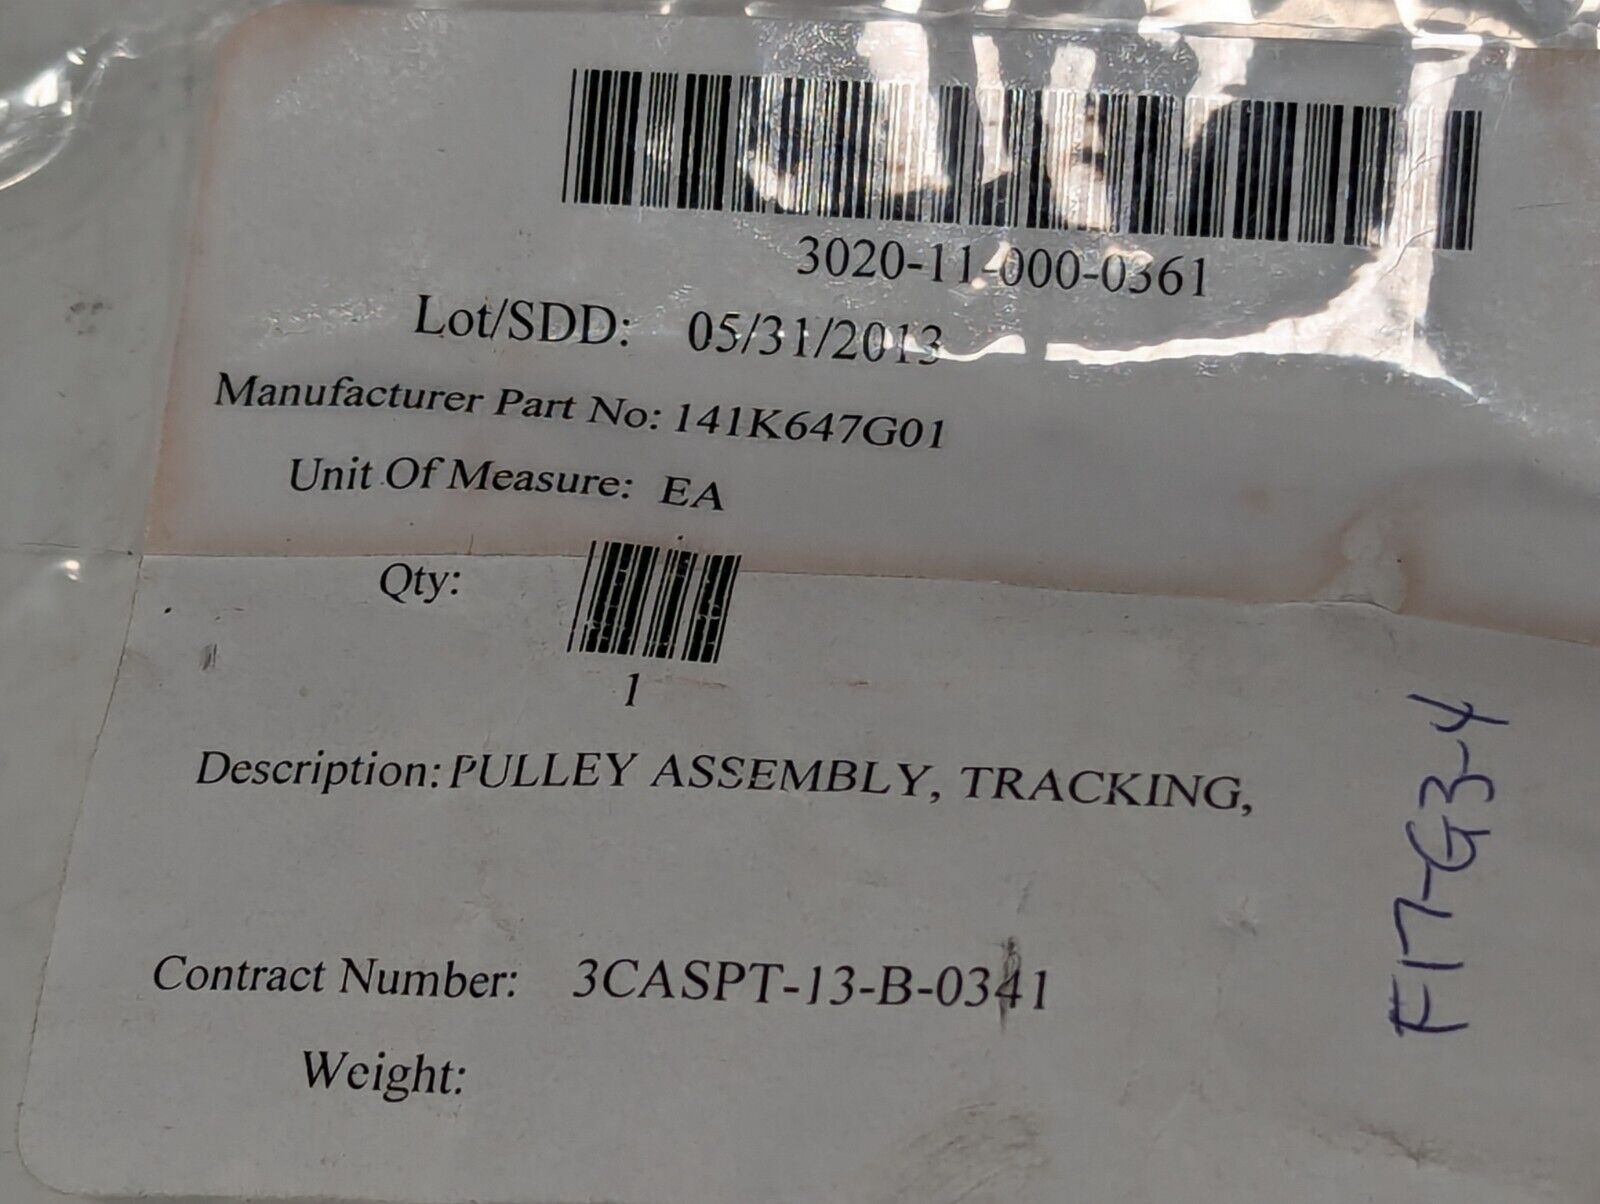 3020-11-000-0361
Lot/SDD: 05/31/2013
Manufacturer Part No: 141K647G01
Unit Of Measure: EA
Qty:
1
Description: PULLEY ASSEMBLY, TRACKING,
Contract Number: 3CASPT-13-B-0341
Weight:
F17-G3-4